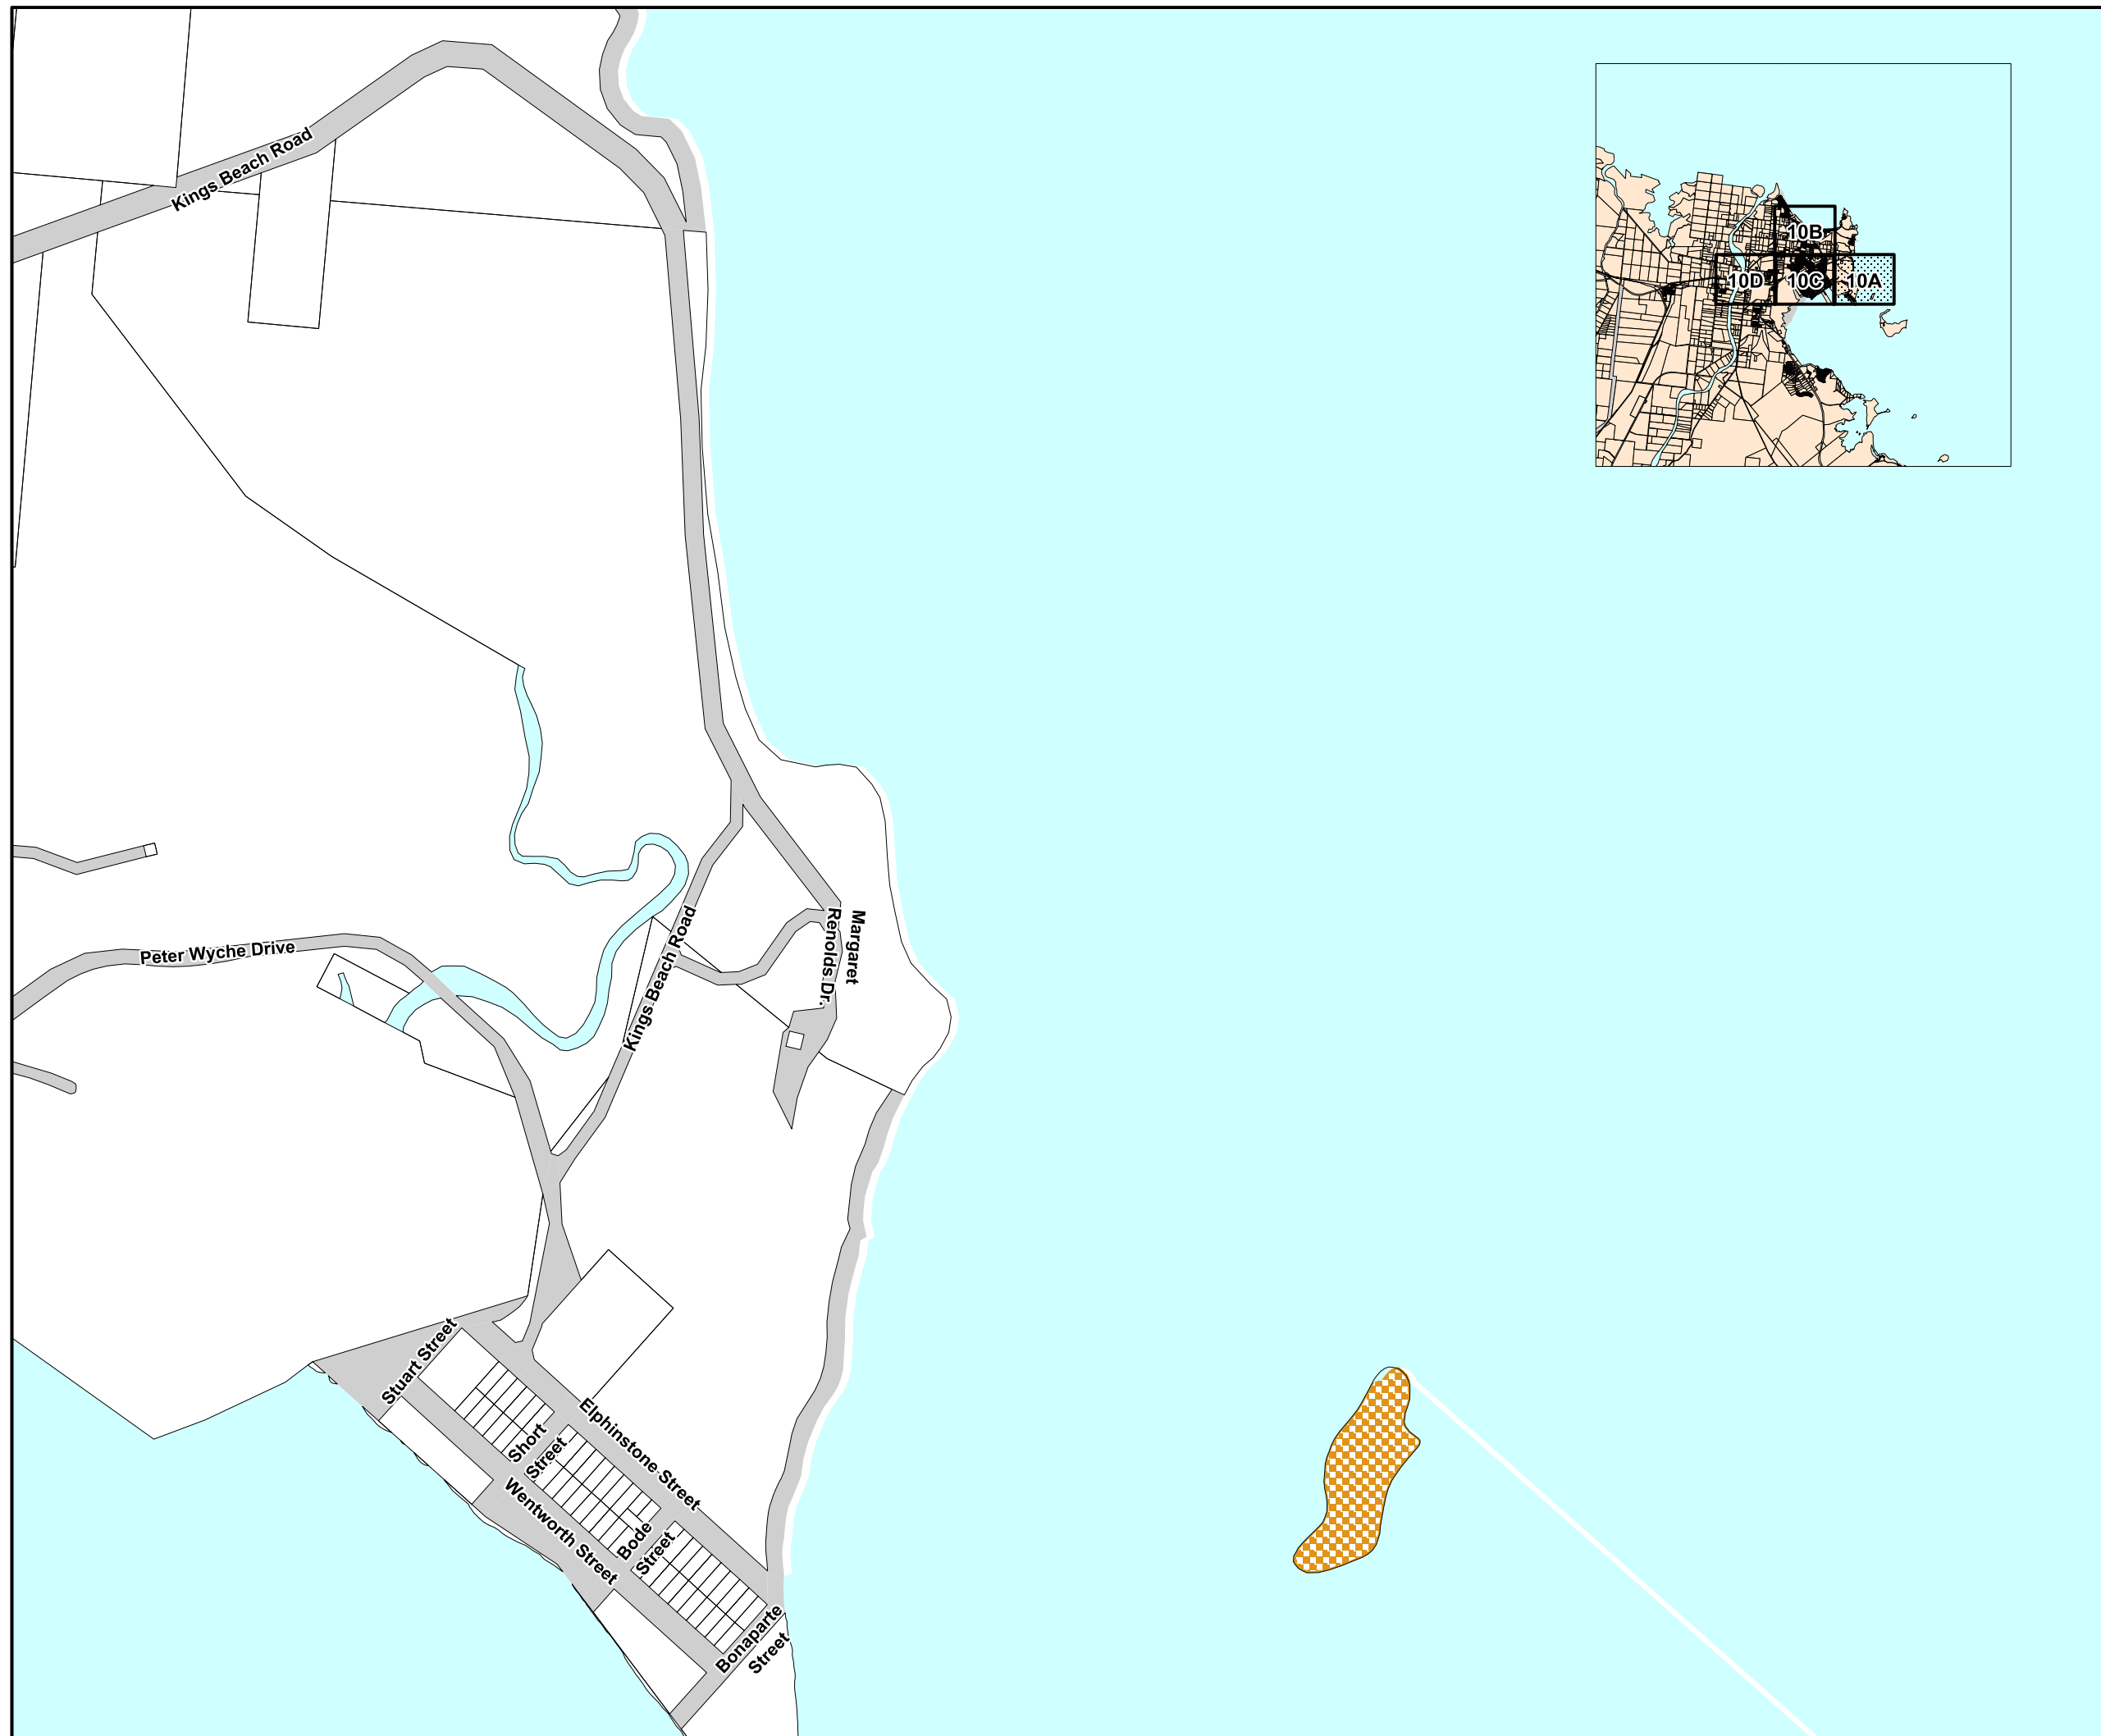 Kings Beach Road
10B
10D
10C
10A
Margaret
Renolds Dr.
Peter Wyche Drive
Kings Beach Road
Stuart Street
Short
Street
Elphinstone Street
Wentworth Street
Bode
Street
Bonaparte
Street